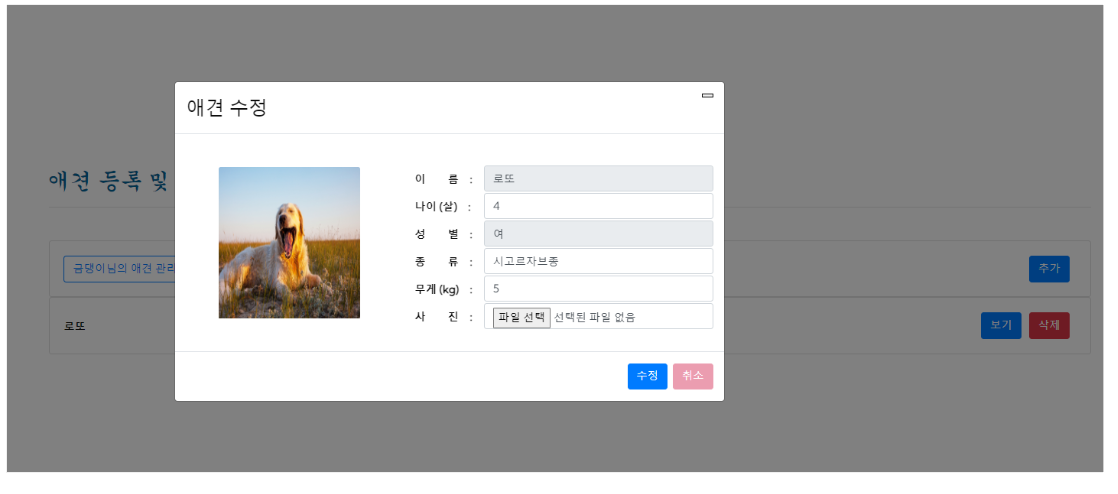 애견 수정
애견 등록 및
이 름 : 로또
나이 (살) : 4
금댕이님의 애견 관리
추가
성 별 : 여
종 류 : 시고르자브종
무게 (kg) : 5
로또
보기 삭제
사 진 : 파일 선택 선택된 파일 없음
수정 취소